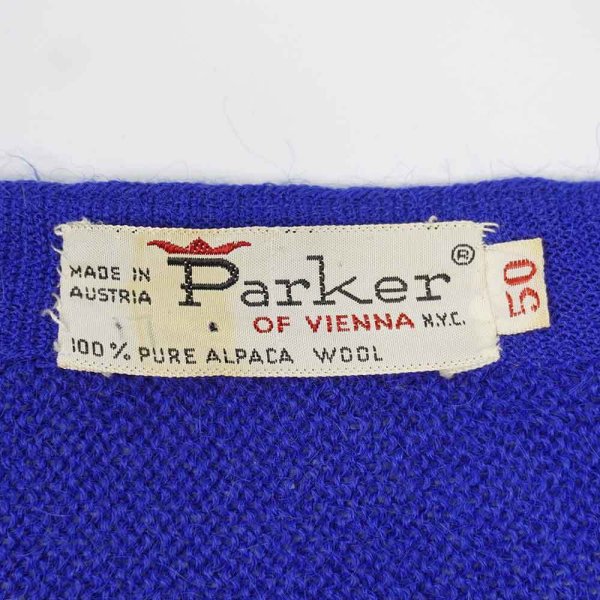 MADE IN
AUSTRIA
Parker®
OF VIENNA N.Y.C.
100% PURE ALPACA WOOL
50